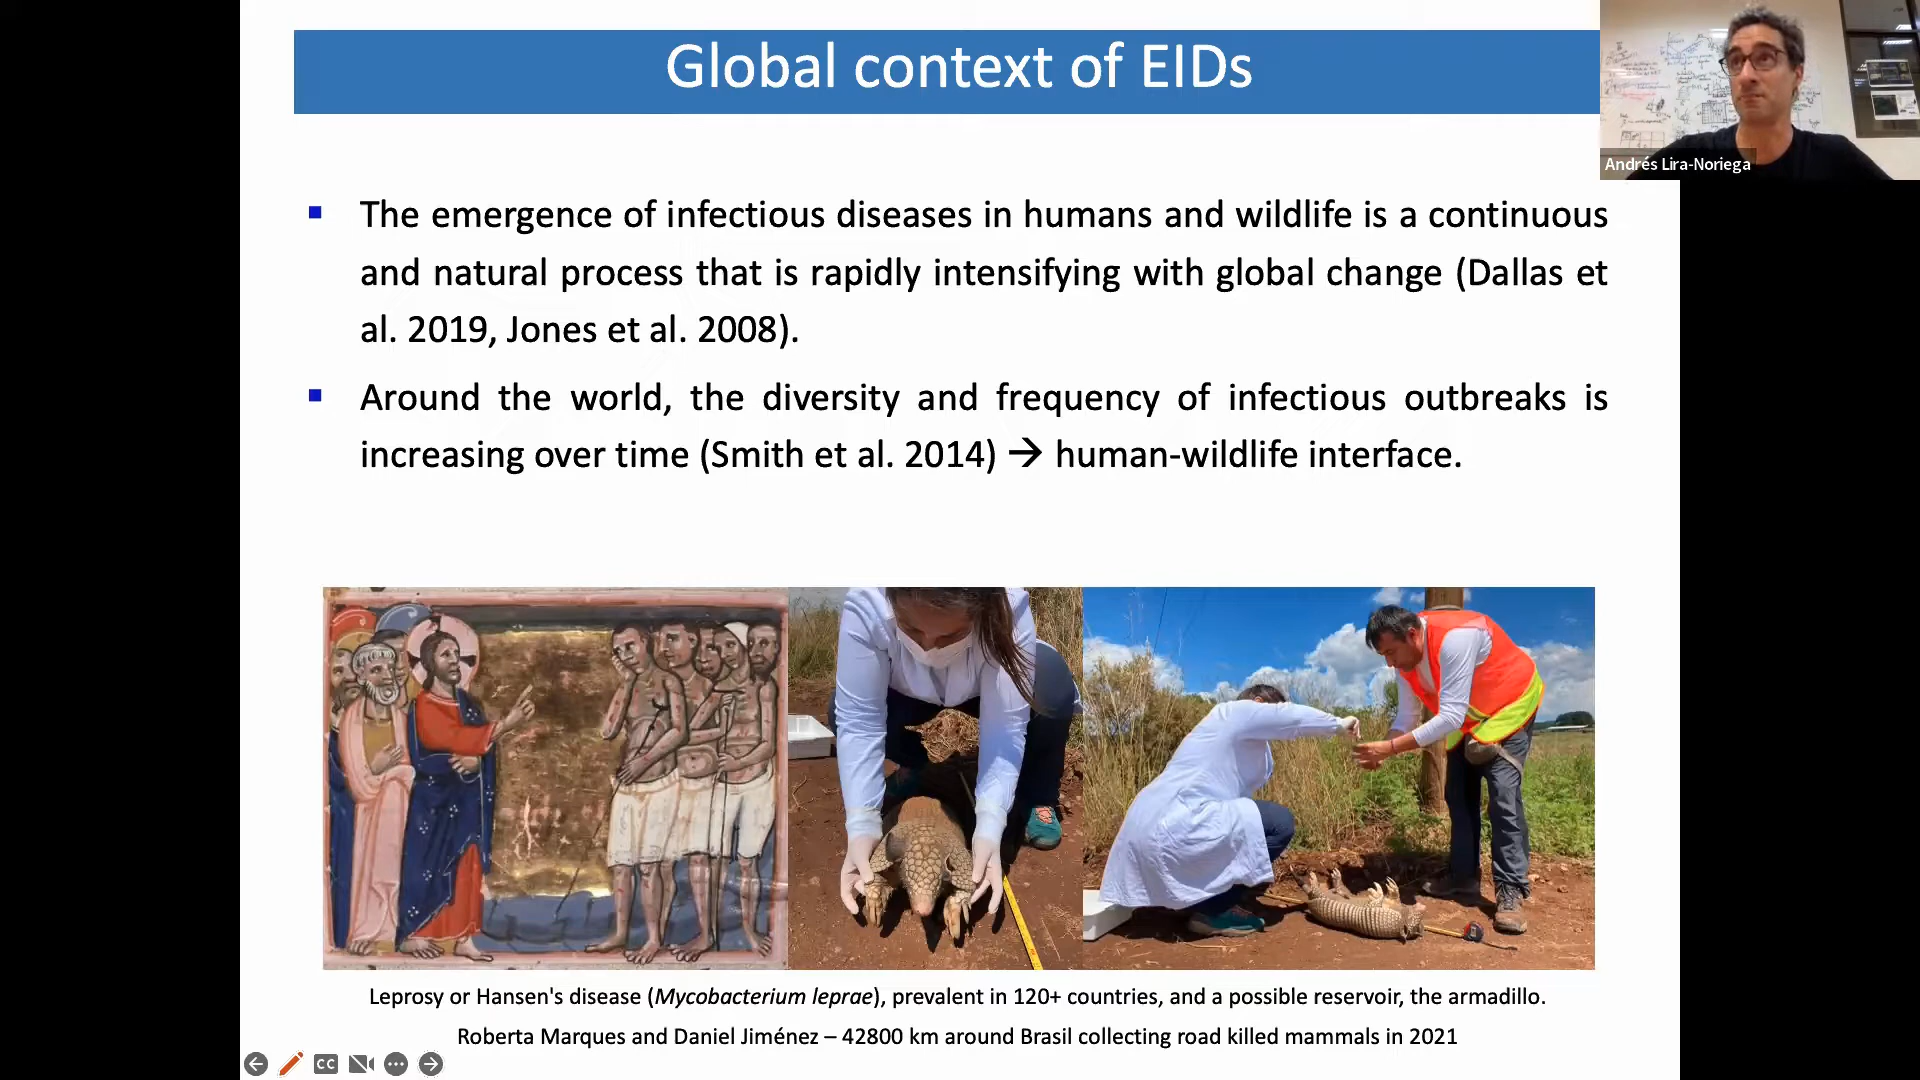 Global context of EIDs
Andrés Lira-Noriega
The emergence of infectious diseases in humans and wildlife is a continuous
and natural process that is rapidly intensifying with global change (Dallas et
al. 2019, Jones et al. 2008).
Around the world, the diversity and frequency of infectious outbreaks is
increasing over time (Smith et al. 2014) → human-wildlife interface.
Leprosy or Hansen's disease (Mycobacterium leprae), prevalent in 120+ countries, and a possible reservoir, the armadillo.
Roberta Marques and Daniel Jiménez – 42800 km around Brasil collecting road killed mammals in 2021
CC